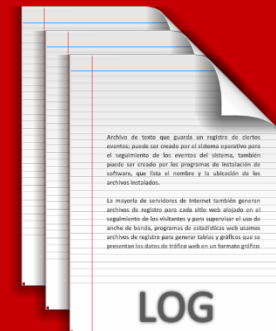 Archivo de texto que guarda un registro de ciertos
eventos; puede ser creado por el sistema operativo para
el seguimiento de los eventos del sistema, también
puede ser creado por los programas de instalación de
software, que lista el nombre y la ubicación de los
archivos instalados.
La mayoría de servidores de Internet también generan
archivos de registro para cada sitio web alojado en el
seguimiento de los visitantes y para supervisar el uso de
ancho de banda, programas de estadísticas web usamos
archivos de registro para generar tablas y gráficos que se
presentan los datos de tráfico web en un formato gráfico
LOG